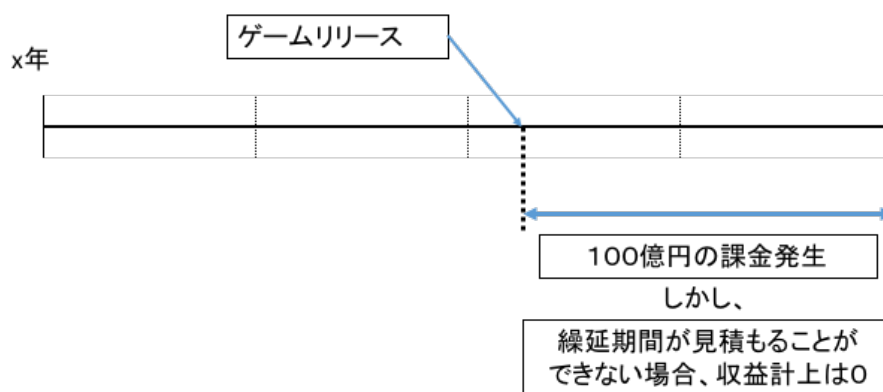 ゲームリリース
x年
100億円の課金発生
しかし、
繰延期間が見積もることが
できない場合、収益計上は0